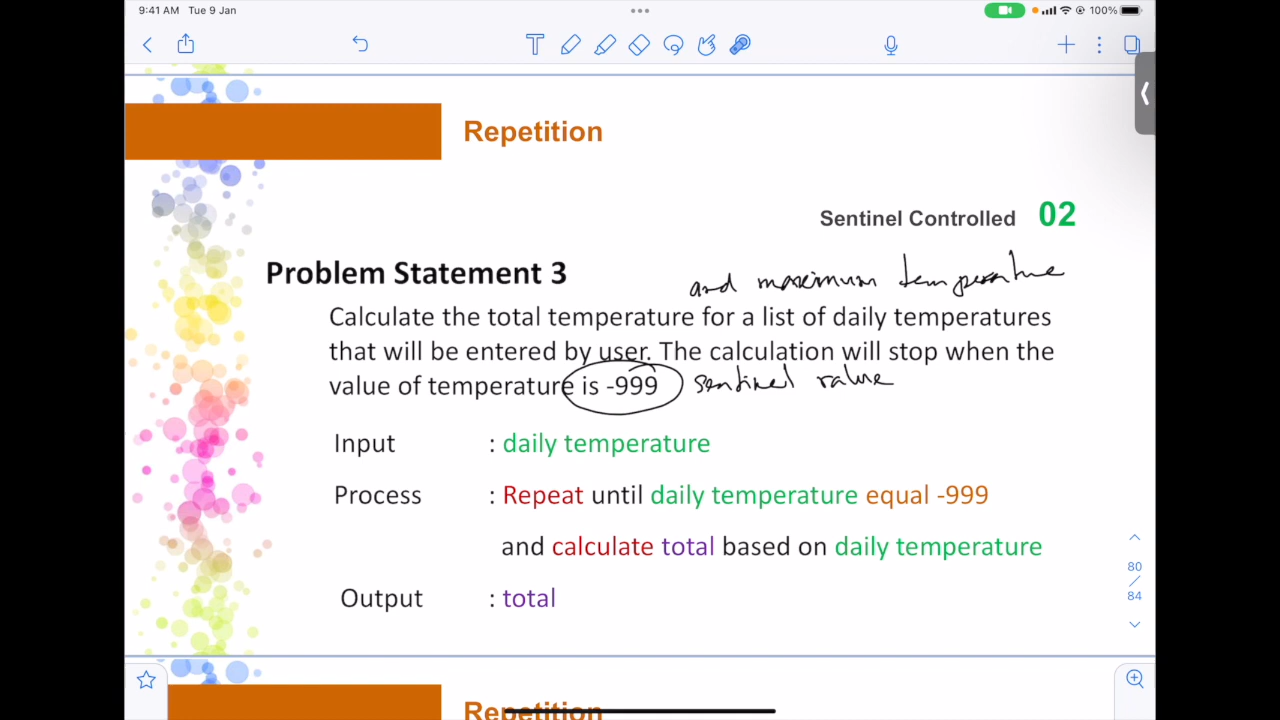 9:41 AM Tue 9 Jan
100%
Repetition
Sentinel Controlled 02
Problem Statement 3
and maximum temperature
Calculate the total temperature for a list of daily temperatures
that will be entered by user. The calculation will stop when the
value of temperature is -999 sentinel value
Input : daily temperature
Process : Repeat until daily temperature equal -999
and calculate total based on daily temperature
Output : total
80
/
84
Repetition